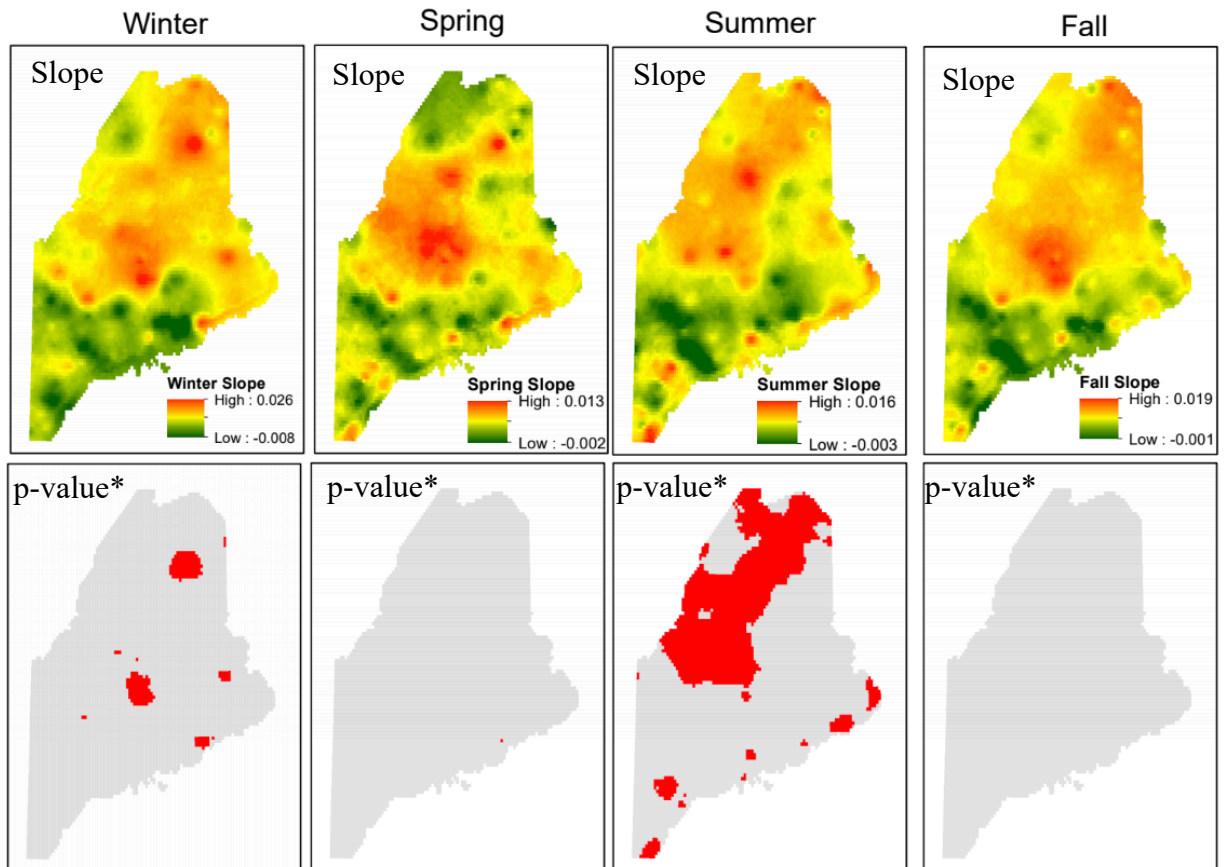 Winter
Spring
Summer
Fall
Slope
Slope
Slope
Slope
Winter Slope
High : 0.026
Low : -0.008
Spring Slope
High : 0.013
Low : -0.002
Summer Slope
High : 0.016
Low : -0.003
Fall Slope
High : 0.019
Low : -0.001
p-value*
p-value*
p-value*
p-value*